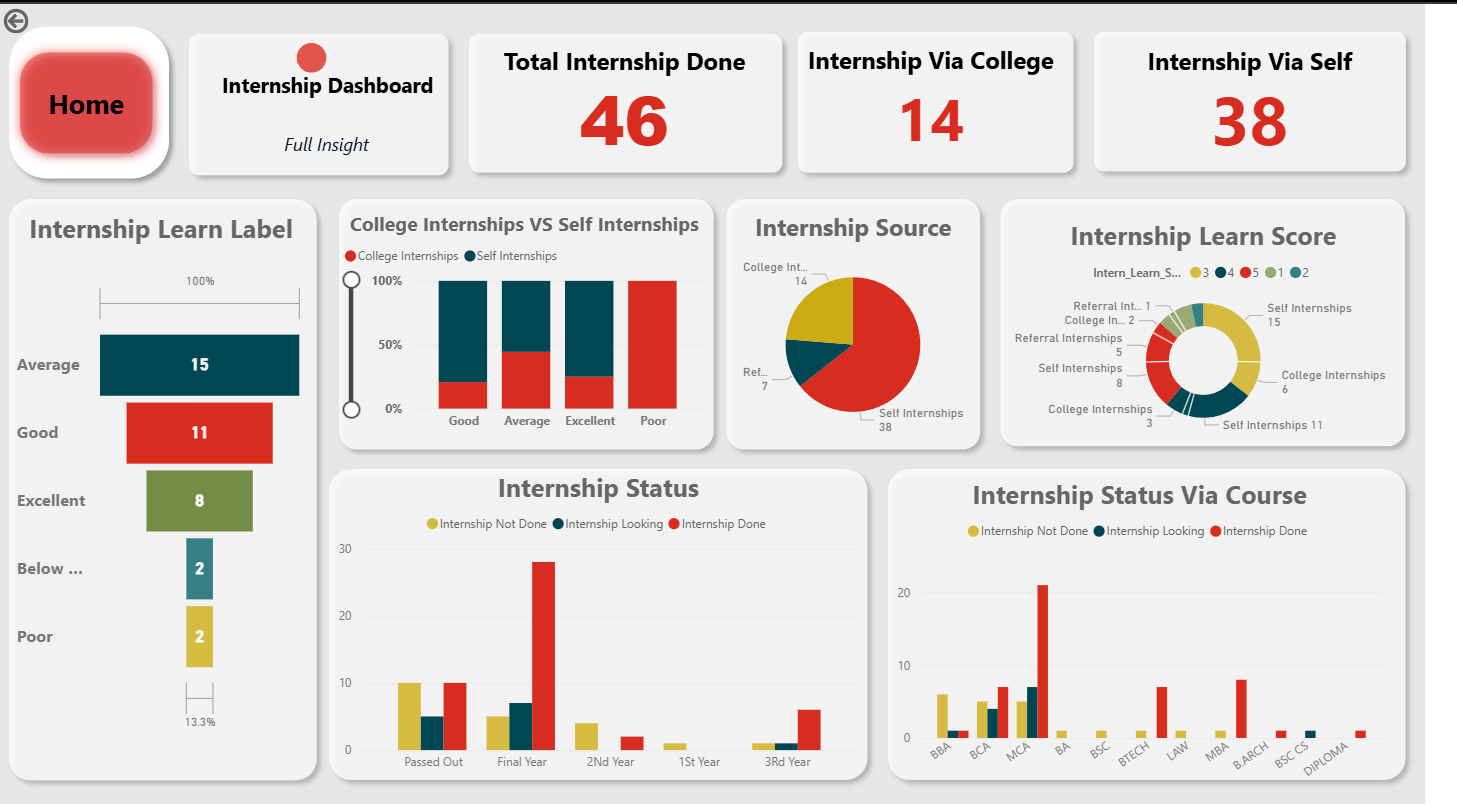 Home
Internship Dashboard
Full Insight
Total Internship Done
46
Internship Via College
14
Internship Via Self
38
Internship Learn Label
100%
Average
15
Good
11
Excellent
8
Below ...
2
Poor
2
13.3%
College Internships VS Self Internships
College Internships Self Internships
100%
50%
0%
Good Average Excellent Poor
Internship Source
College Int...
14
Ref...
7
Self Internships
38
Internship Learn Score
Intern_Learn_S... 3 4 5 1 2
Referral Int... 1
College In... 2
Referral Internships
5
Self Internships
8
College Internships
3
Self Internships
15
College Internships
6
Self Internships 11
Internship Status
Internship Not Done Internship Looking Internship Done
30
20
10
0
Passed Out Final Year 2Nd Year 1St Year 3Rd Year
Internship Status Via Course
Internship Not Done Internship Looking Internship Done
20
10
0
BBA BCA MCA BA BSC BTECH LAW MBA B.ARCH BSC CS DIPLOMA